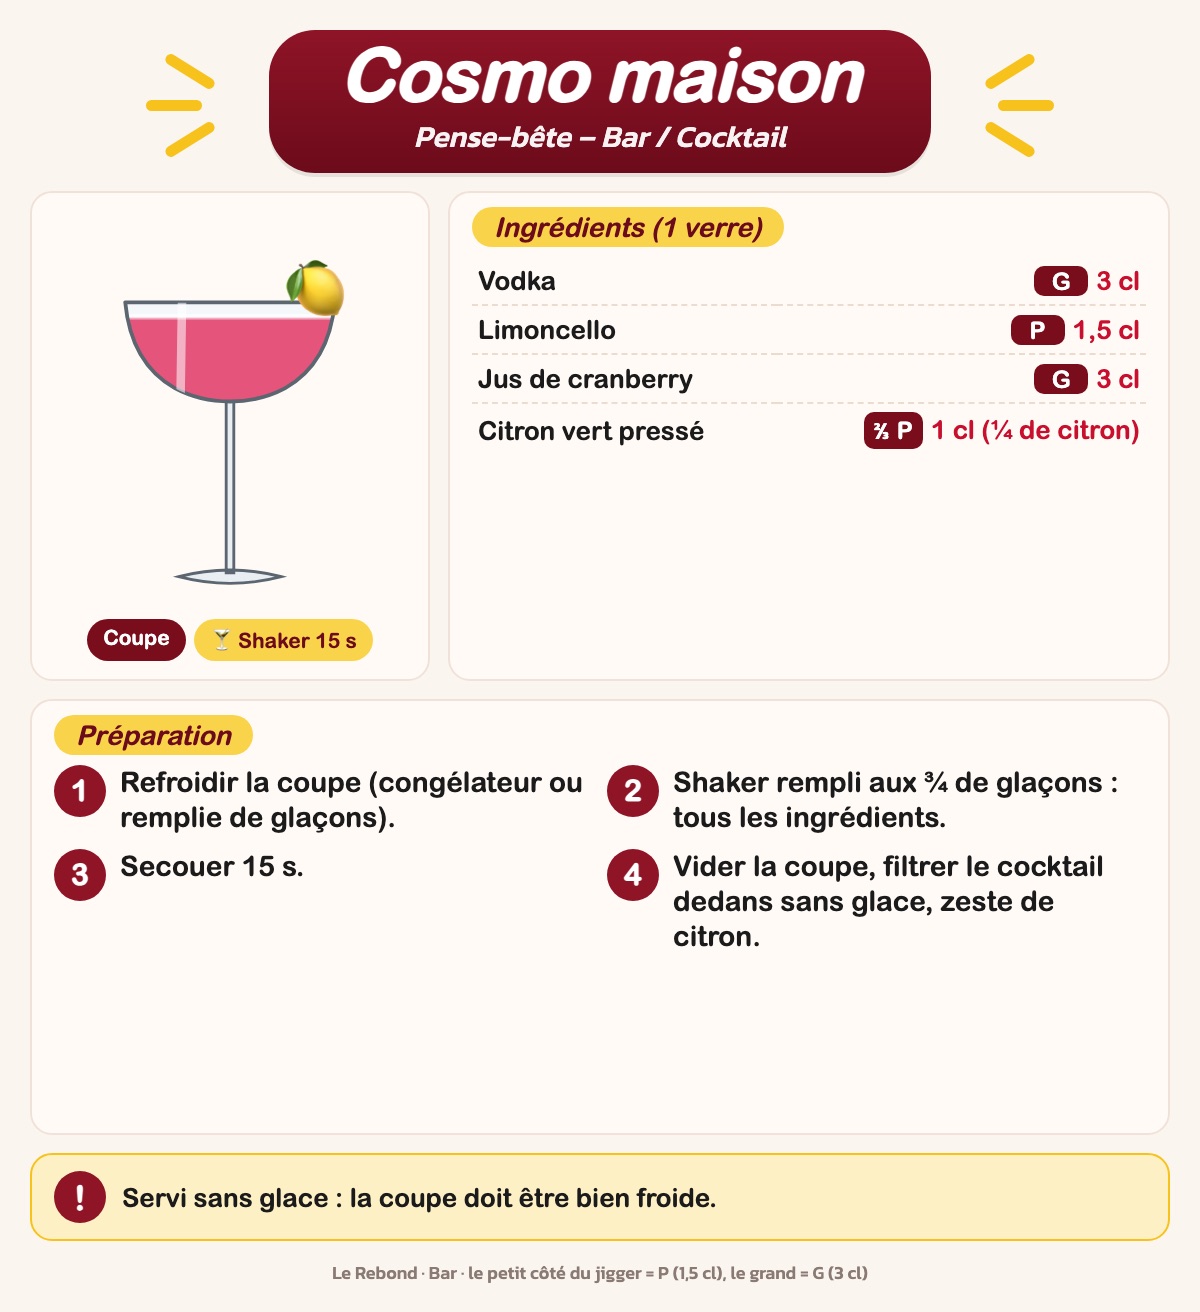 Cosmo maison
Pense-bête – Bar / Cocktail
Coupe
Shaker 15 s
Ingrédients (1 verre)
Vodka G 3 cl
Limoncello P 1,5 cl
Jus de cranberry G 3 cl
Citron vert pressé ⅔ P 1 cl (¼ de citron)
Préparation
1 Refroidir la coupe (congélateur ou
remplie de glaçons).
2 Shaker rempli aux ¾ de glaçons :
tous les ingrédients.
3 Secouer 15 s.
4 Vider la coupe, filtrer le cocktail
dedans sans glace, zeste de
citron.
! Servi sans glace : la coupe doit être bien froide.
Le Rebond · Bar · le petit côté du jigger = P (1,5 cl), le grand = G (3 cl)